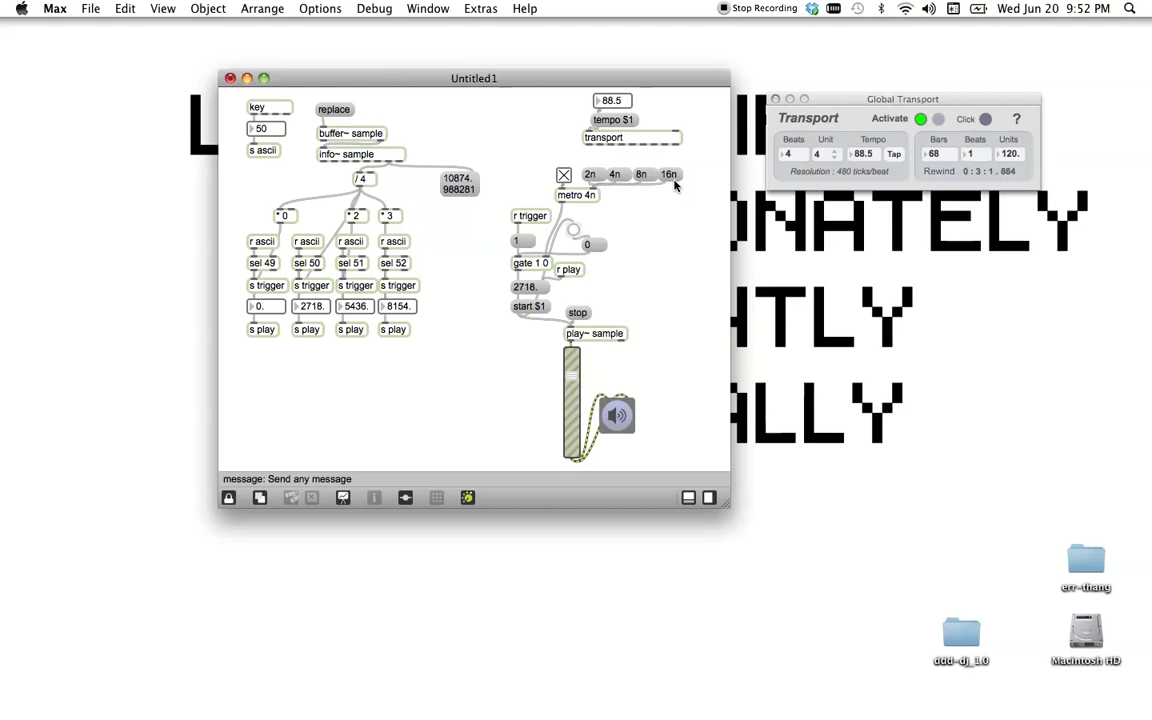 Max File Edit View Object Arrange Options Debug Window Extras Help Stop Recording Wed Jun 20 9:52 PM
Untitled1
key
50
s ascii
replace
buffer~ sample
info~ sample
/ 4
10874.
988281
* 0
* 2
* 3
r ascii r ascii r ascii r ascii
sel 49 sel 50 sel 51 sel 52
s trigger s trigger s trigger s trigger
0. 2718. 5436. 8154.
s play s play s play s play
88.5
tempo $1
transport
2n 4n 8n 16n
metro 4n
r trigger
1
0
gate 1 0
r play
2718.
start $1
stop
play~ sample
message: Send any message
Global Transport
Transport Activate Click ?
Beats Unit Tempo Bars Beats Units
4 4 88.5 Tap 68 1 120.
Resolution : 480 ticks/beat Rewind 0 : 3 : 1 . 864
L
ONATELY
HTLY
ALLY
err-thang
ddd-dj_1.0
Macintosh HD